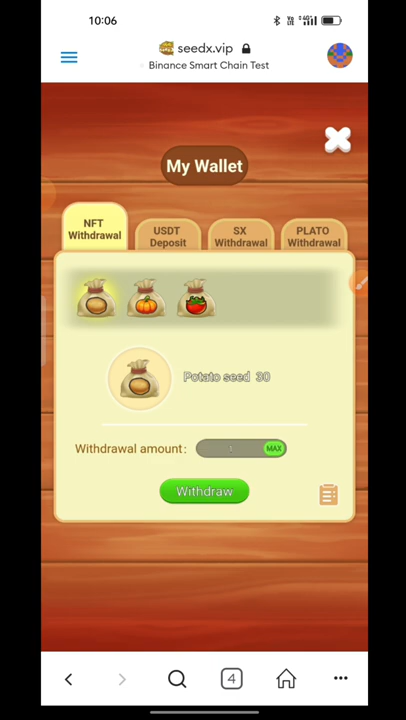 10:06
seedx.vip
Binance Smart Chain Test
My Wallet
NFT Withdrawal
USDT Deposit
SX Withdrawal
PLATO Withdrawal
Potato seed 30
Withdrawal amount:
1
MAX
Withdraw
4